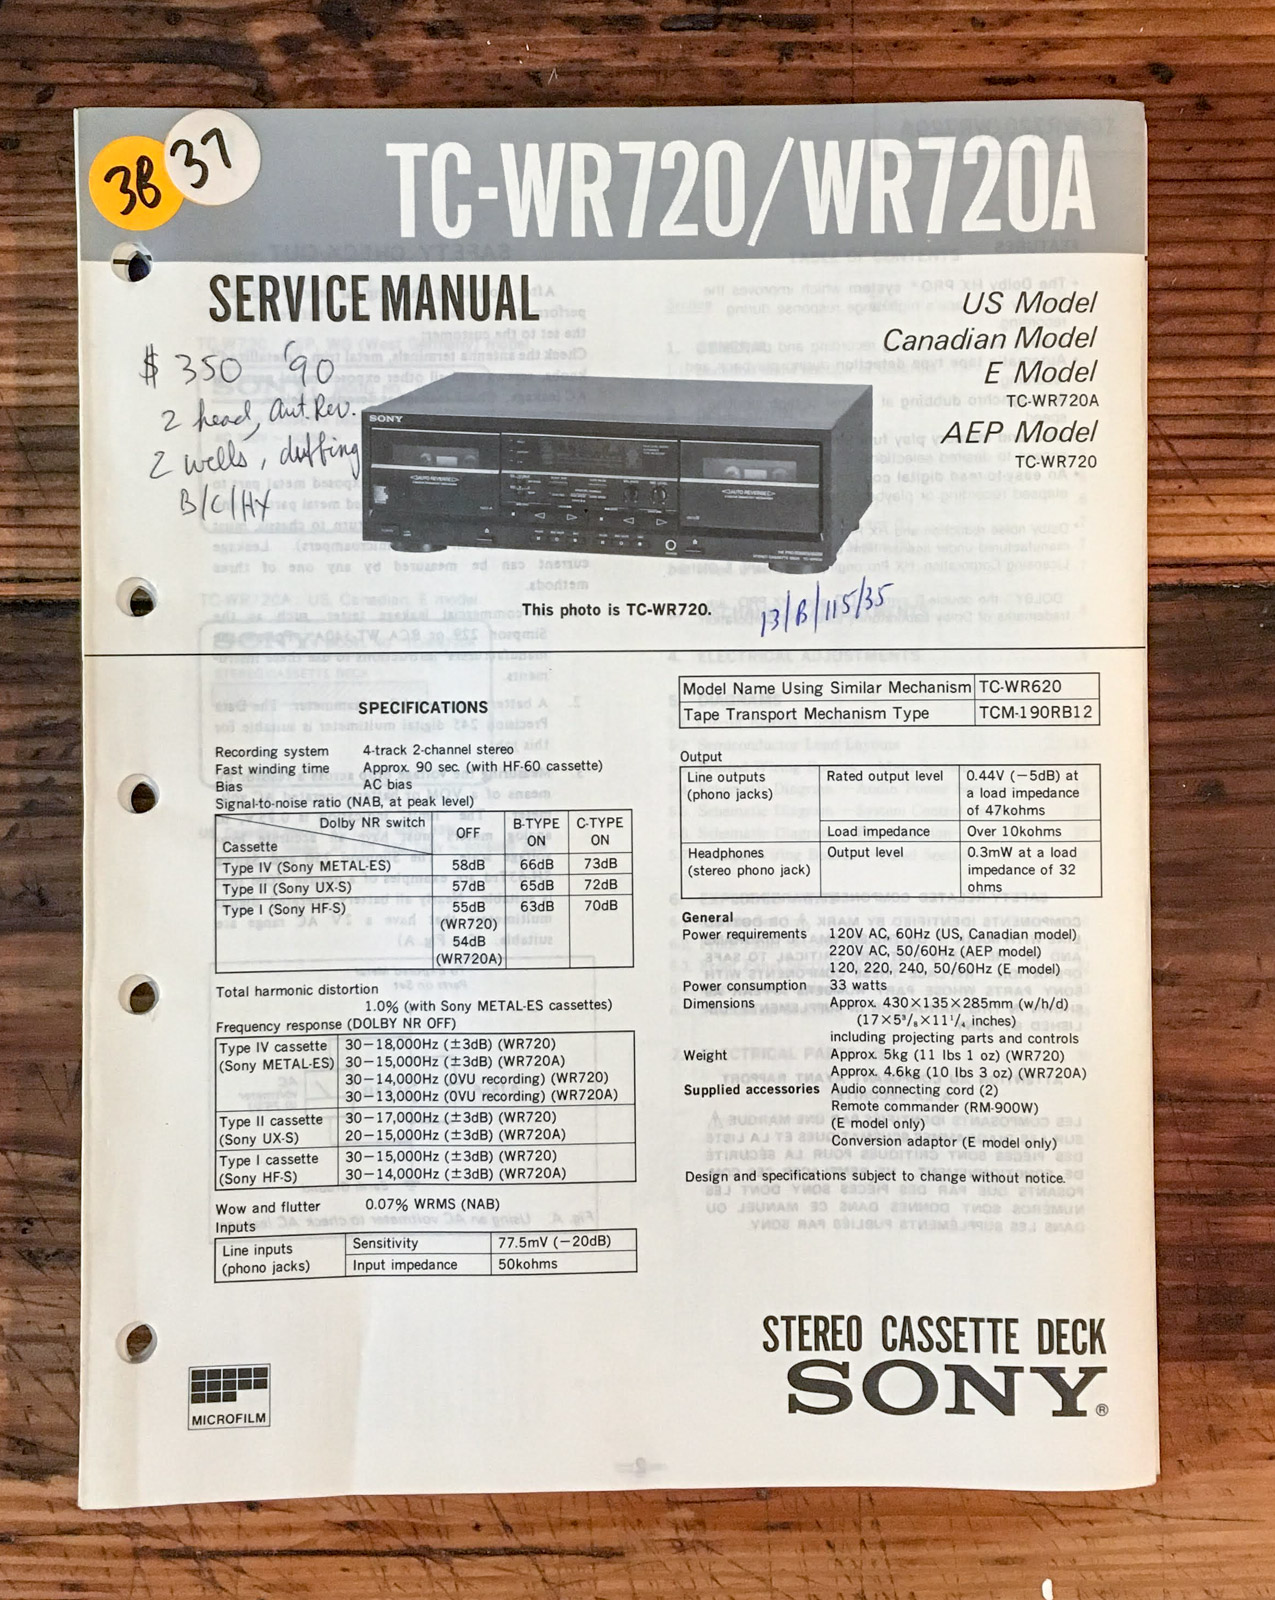 3B
37
TC-WR720/WR720A
SERVICE MANUAL
US Model
Canadian Model
E Model
TC-WR720A
AEP Model
TC-WR720
$350 '90
2 head, Aut. Rev.
2 wells, duffing
B/C/HX
SONY
AUTO REVERSE
AUTO REVERSE
This photo is TC-WR720.
13/B/115/35
SPECIFICATIONS
Recording system 4-track 2-channel stereo
Fast winding time Approx. 90 sec. (with HF-60 cassette)
Bias AC bias
Signal-to-noise ratio (NAB, at peak level)
Dolby NR switch OFF B-TYPE ON C-TYPE ON
Cassette
Type IV (Sony METAL-ES) 58dB 66dB 73dB
Type II (Sony UX-S) 57dB 65dB 72dB
Type I (Sony HF-S) 55dB 63dB 70dB
(WR720)
54dB
(WR720A)
Total harmonic distortion
1.0% (with Sony METAL-ES cassettes)
Frequency response (DOLBY NR OFF)
Type IV cassette 30—18,000Hz (±3dB) (WR720)
(Sony METAL-ES) 30—15,000Hz (±3dB) (WR720A)
30—14,000Hz (0VU recording) (WR720)
30—13,000Hz (0VU recording) (WR720A)
Type II cassette 30—17,000Hz (±3dB) (WR720)
(Sony UX-S) 20—15,000Hz (±3dB) (WR720A)
Type I cassette 30—15,000Hz (±3dB) (WR720)
(Sony HF-S) 30—14,000Hz (±3dB) (WR720A)
Wow and flutter 0.07% WRMS (NAB)
Inputs
Line inputs Sensitivity 77.5mV (−20dB)
(phono jacks) Input impedance 50kohms
Model Name Using Similar Mechanism TC-WR620
Tape Transport Mechanism Type TCM-190RB12
Output
Line outputs Rated output level 0.44V (−5dB) at
(phono jacks) a load impedance
of 47kohms
Load impedance Over 10kohms
Headphones Output level 0.3mW at a load
(stereo phono jack) impedance of 32
ohms
General
Power requirements 120V AC, 60Hz (US, Canadian model)
220V AC, 50/60Hz (AEP model)
120, 220, 240, 50/60Hz (E model)
Power consumption 33 watts
Dimensions Approx. 430×135×285mm (w/h/d)
(17×5³/₈×11¹/₄ inches)
including projecting parts and controls
Weight Approx. 5kg (11 lbs 1 oz) (WR720)
Approx. 4.6kg (10 lbs 3 oz) (WR720A)
Supplied accessories Audio connecting cord (2)
Remote commander (RM-900W)
(E model only)
Conversion adaptor (E model only)
Design and specifications subject to change without notice.
STEREO CASSETTE DECK
SONY®
MICROFILM